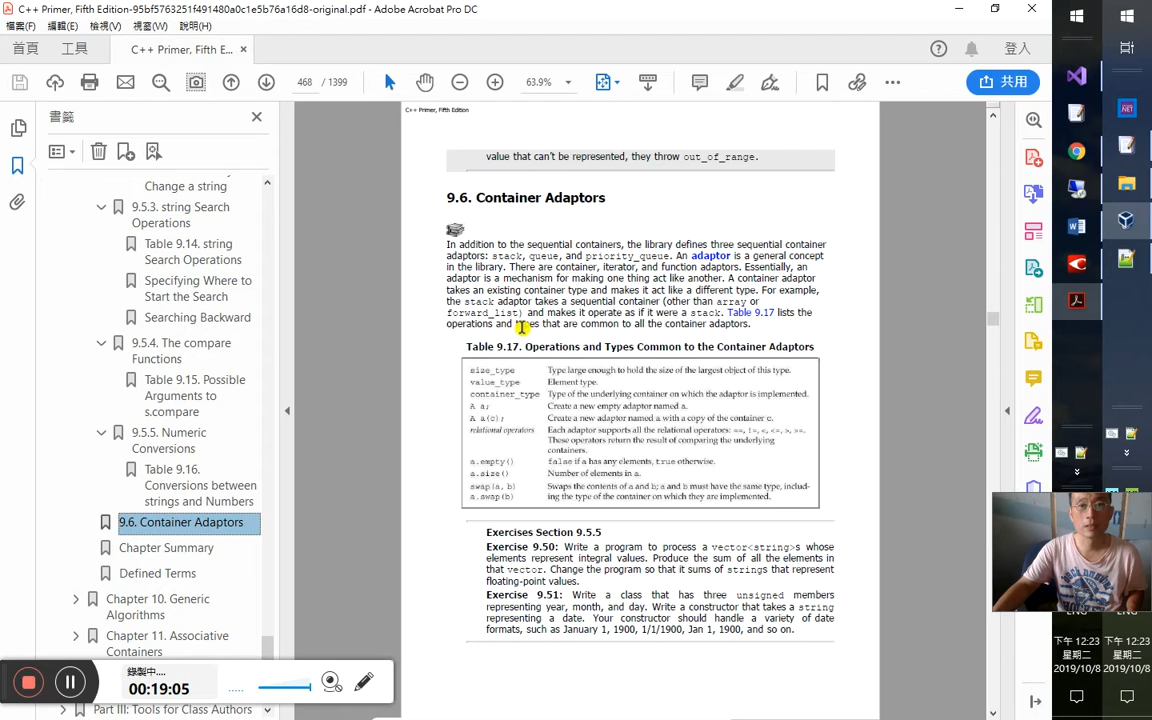 C++ Primer, Fifth Edition-95bf5763251f491480a0c1e5b76a16d8-original.pdf - Adobe Acrobat Pro DC
檔案(F) 編輯(E) 檢視(V) 視窗(W) 說明(H)
首頁 工具 C++ Primer, Fifth E... × 登入
468 / 1399 63.9% 共用
書籤
Change a string
9.5.3. string Search
Operations
Table 9.14. string
Search Operations
Specifying Where to
Start the Search
Searching Backward
9.5.4. The compare
Functions
Table 9.15. Possible
Arguments to
s.compare
9.5.5. Numeric
Conversions
Table 9.16.
Conversions between
strings and Numbers
9.6. Container Adaptors
Chapter Summary
Defined Terms
Chapter 10. Generic
Algorithms
Chapter 11. Associative
Containers
Part III: Tools for Class Authors
C++ Primer, Fifth Edition
value that can't be represented, they throw out_of_range.
9.6. Container Adaptors
In addition to the sequential containers, the library defines three sequential container
adaptors: stack, queue, and priority_queue. An adaptor is a general concept
in the library. There are container, iterator, and function adaptors. Essentially, an
adaptor is a mechanism for making one thing act like another. A container adaptor
takes an existing container type and makes it act like a different type. For example,
the stack adaptor takes a sequential container (other than array or
forward_list) and makes it operate as if it were a stack. Table 9.17 lists the
operations and types that are common to all the container adaptors.
Table 9.17. Operations and Types Common to the Container Adaptors
size_type Type large enough to hold the size of the largest object of this type.
value_type Element type.
container_type Type of the underlying container on which the adaptor is implemented.
A a; Create a new empty adaptor named a.
A a(c); Create a new adaptor named a with a copy of the container c.
relational operators Each adaptor supports all the relational operators: ==, !=, <, <=, >, >=.
These operators return the result of comparing the underlying
containers.
a.empty() false if a has any elements, true otherwise.
a.size() Number of elements in a.
swap(a, b) Swaps the contents of a and b; a and b must have the same type, includ-
a.swap(b) ing the type of the container on which they are implemented.
Exercises Section 9.5.5
Exercise 9.50: Write a program to process a vector<string>s whose
elements represent integral values. Produce the sum of all the elements in
that vector. Change the program so that it sums of strings that represent
floating-point values.
Exercise 9.51: Write a class that has three unsigned members
representing year, month, and day. Write a constructor that takes a string
representing a date. Your constructor should handle a variety of date
formats, such as January 1, 1900, 1/1/1900, Jan 1, 1900, and so on.
錄製中....
00:19:05
.NET
ENG ENG
下午 12:23 下午 12:23
星期二 星期二
2019/10/8 2019/10/8